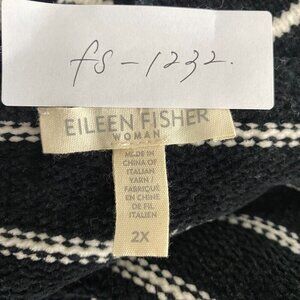 fs-1232.
EILEEN FISHER
WOMAN
MADE IN
CHINA OF
ITALIAN
YARN /
FABRIQUÉ
EN CHINE
DE FIL
ITALIEN
2X